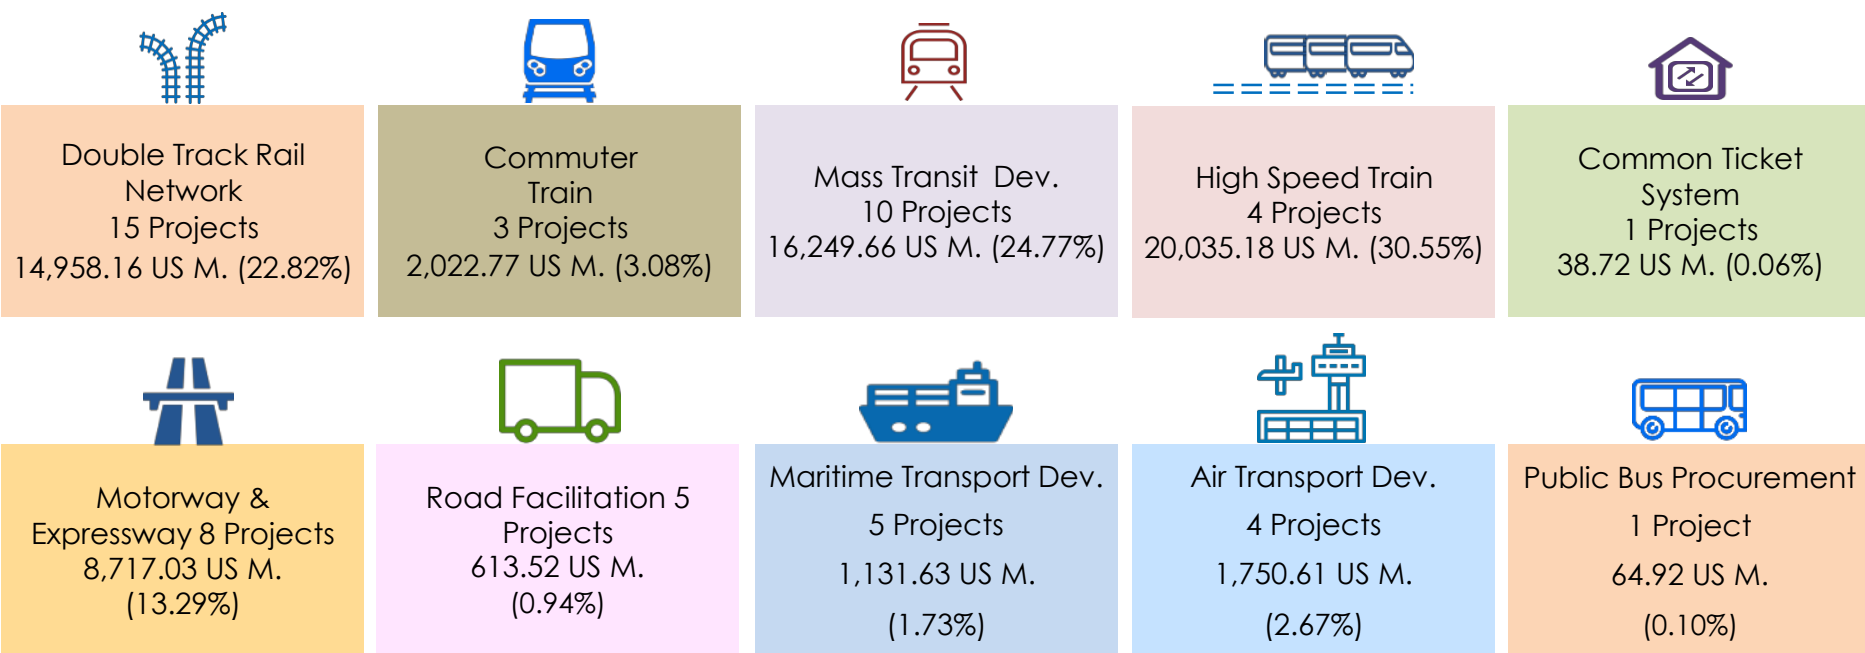 Double Track Rail
Network
15 Projects
14,958.16 US M. (22.82%)
Commuter
Train
3 Projects
2,022.77 US M. (3.08%)
Mass Transit  Dev.
10 Projects
16,249.66 US M. (24.77%)
High Speed Train
4 Projects
20,035.18 US M. (30.55%)
Common Ticket
System
1 Projects
38.72 US M. (0.06%)
Motorway &
Expressway 8 Projects
8,717.03 US M.
(13.29%)
Road Facilitation 5
Projects
613.52 US M.
(0.94%)
Maritime Transport Dev.
5 Projects
1,131.63 US M.
(1.73%)
Air Transport Dev.
4 Projects
1,750.61 US M.
(2.67%)
Public Bus Procurement
1 Project
64.92 US M.
(0.10%)